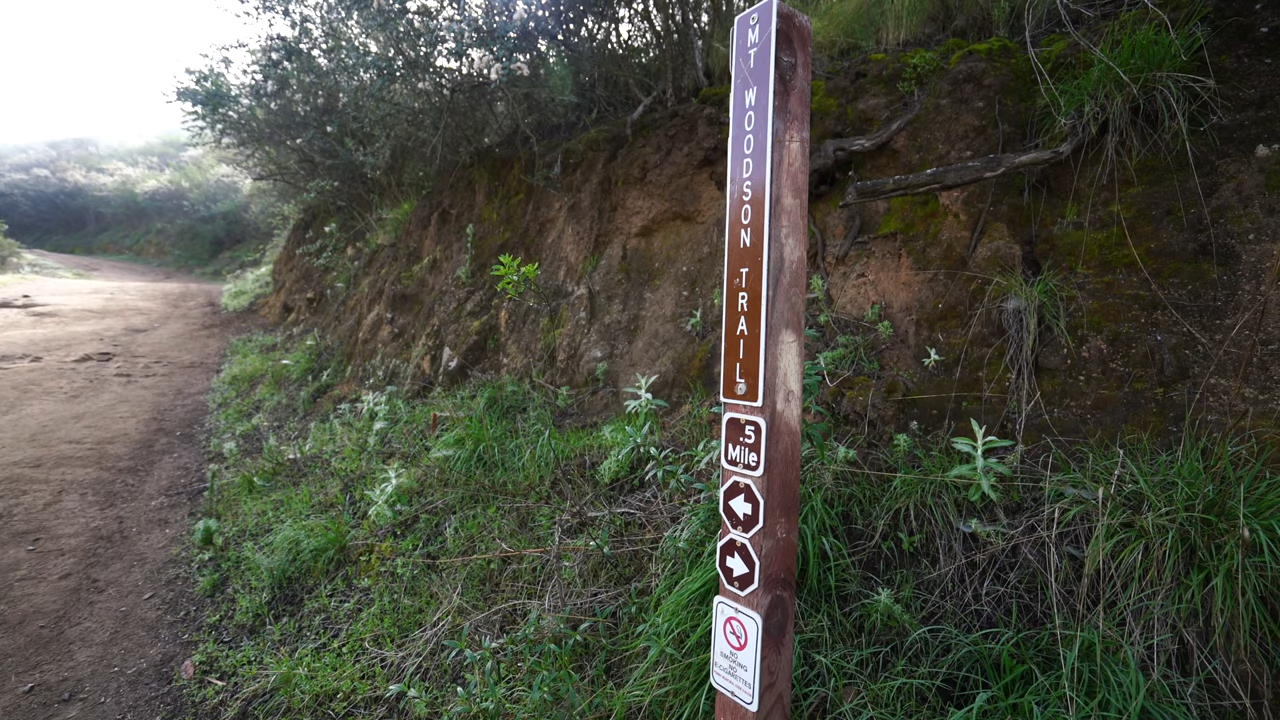 MT WOODSON TRAIL
.5
Mile
NO
SMOKING
NO
E-CIGARETTES